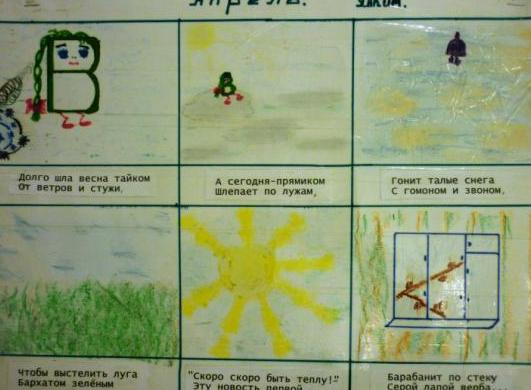 Апрель.
В
Долго шла весна тайком
От ветров и стужи,
А сегодня-прямиком
Шлепает по лужам,
Гонит талые снега
С гомоном и звоном,
Чтобы выстелить луга
Бархатом зелёным
"Скоро скоро быть теплу!"
Эту новость первой
Барабанит по стеку
Серой лапой верба...